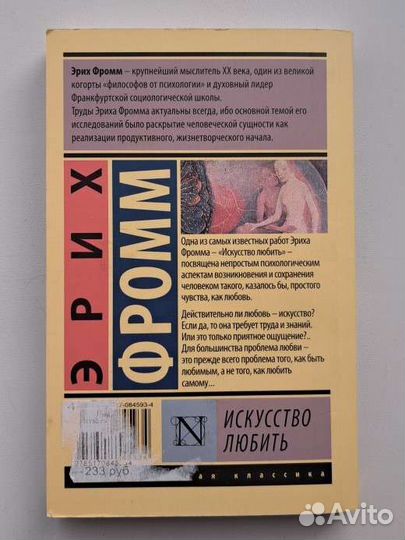 Эрих Фромм – крупнейший мыслитель XX века, один из великой
когорты «философов от психологии» и духовный лидер
Франкфуртской социологической школы.
Труды Эриха Фромма актуальны всегда, ибо основной темой его
исследований было раскрытие человеческой сущности как
реализации продуктивного, жизнетворческого начала.
ЭРИХ
ФРОММ
Одна из самых известных работ Эриха
Фромма – «Искусство любить» –
посвящена непростым психологическим
аспектам возникновения и сохранения
человеком такого, казалось бы, простого
чувства, как любовь.
Действительно ли любовь – искусство?
Если да, то она требует труда и знаний.
Или это только приятное ощущение?..
Для большинства проблема любви –
это прежде всего проблема того, как быть
любимым, а не того, как любить
самому...
7-084593-4
233 руб
N
ИСКУССТВО
ЛЮБИТЬ
ая классика
Avito